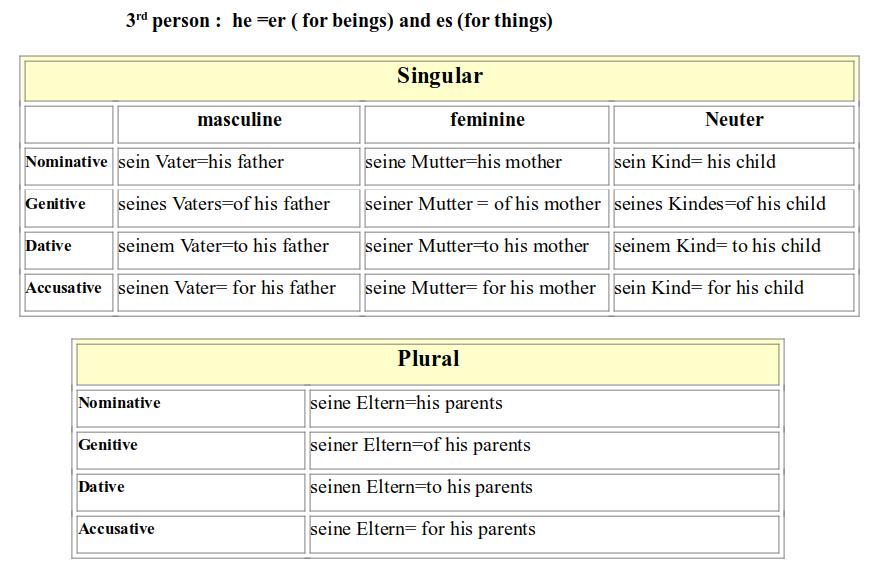 3rd person :  he =er ( for beings) and es (for things)
Singular
masculine feminine Neuter
Nominative sein Vater=his father seine Mutter=his mother sein Kind= his child
Genitive seines Vaters=of his father seiner Mutter = of his mother seines Kindes=of his child
Dative seinem Vater=to his father seiner Mutter=to his mother seinem Kind= to his child
Accusative seinen Vater= for his father seine Mutter= for his mother sein Kind= for his child
Plural
Nominative seine Eltern=his parents
Genitive seiner Eltern=of his parents
Dative seinen Eltern=to his parents
Accusative seine Eltern= for his parents